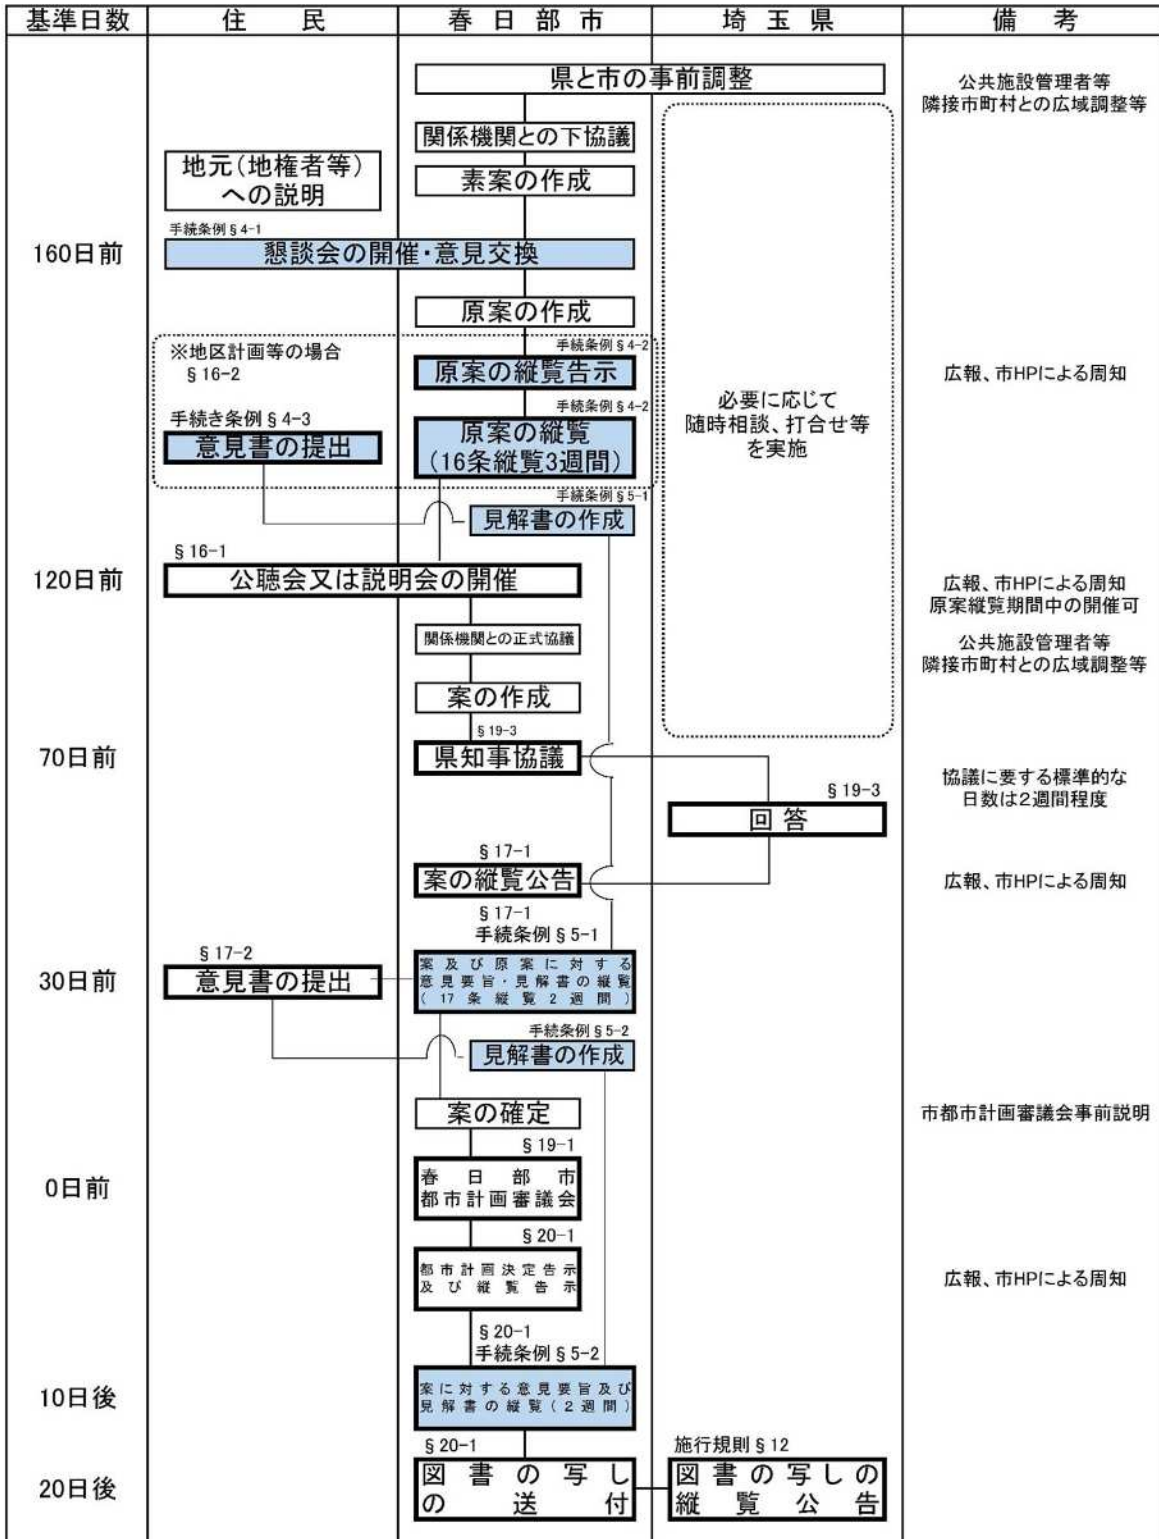 基準日数
住民
春日部市
埼玉県
備考
県と市の事前調整
公共施設管理者等
隣接市町村との広域調整等
関係機関との下協議
地元(地権者等)
への説明
素案の作成
手続条例§4-1
160日前
懇談会の開催・意見交換
原案の作成
※地区計画等の場合
§16-2
手続条例§4-2
原案の縦覧告示
広報、市HPによる周知
手続き条例§4-3
意見書の提出
手続条例§4-2
原案の縦覧
(16条縦覧3週間)
必要に応じて
随時相談、打合せ等
を実施
手続条例§5-1
見解書の作成
§16-1
120日前
公聴会又は説明会の開催
広報、市HPによる周知
原案縦覧期間中の開催可
関係機関との正式協議
公共施設管理者等
隣接市町村との広域調整等
案の作成
§19-3
70日前
県知事協議
協議に要する標準的な
日数は2週間程度
§19-3
回答
§17-1
案の縦覧公告
広報、市HPによる周知
§17-1
手続条例§5-1
§17-2
30日前
意見書の提出
案及び原案に対する
意見要旨・見解書の縦覧
(17条縦覧2週間)
手続条例§5-2
見解書の作成
案の確定
市都市計画審議会事前説明
§19-1
0日前
春日部市
都市計画審議会
§20-1
都市計画決定告示
及び縦覧告示
広報、市HPによる周知
§20-1
手続条例§5-2
10日後
案に対する意見要旨及び
見解書の縦覧(2週間)
§20-1
施行規則§12
20日後
図書の写し
の送付
図書の写しの
縦覧公告